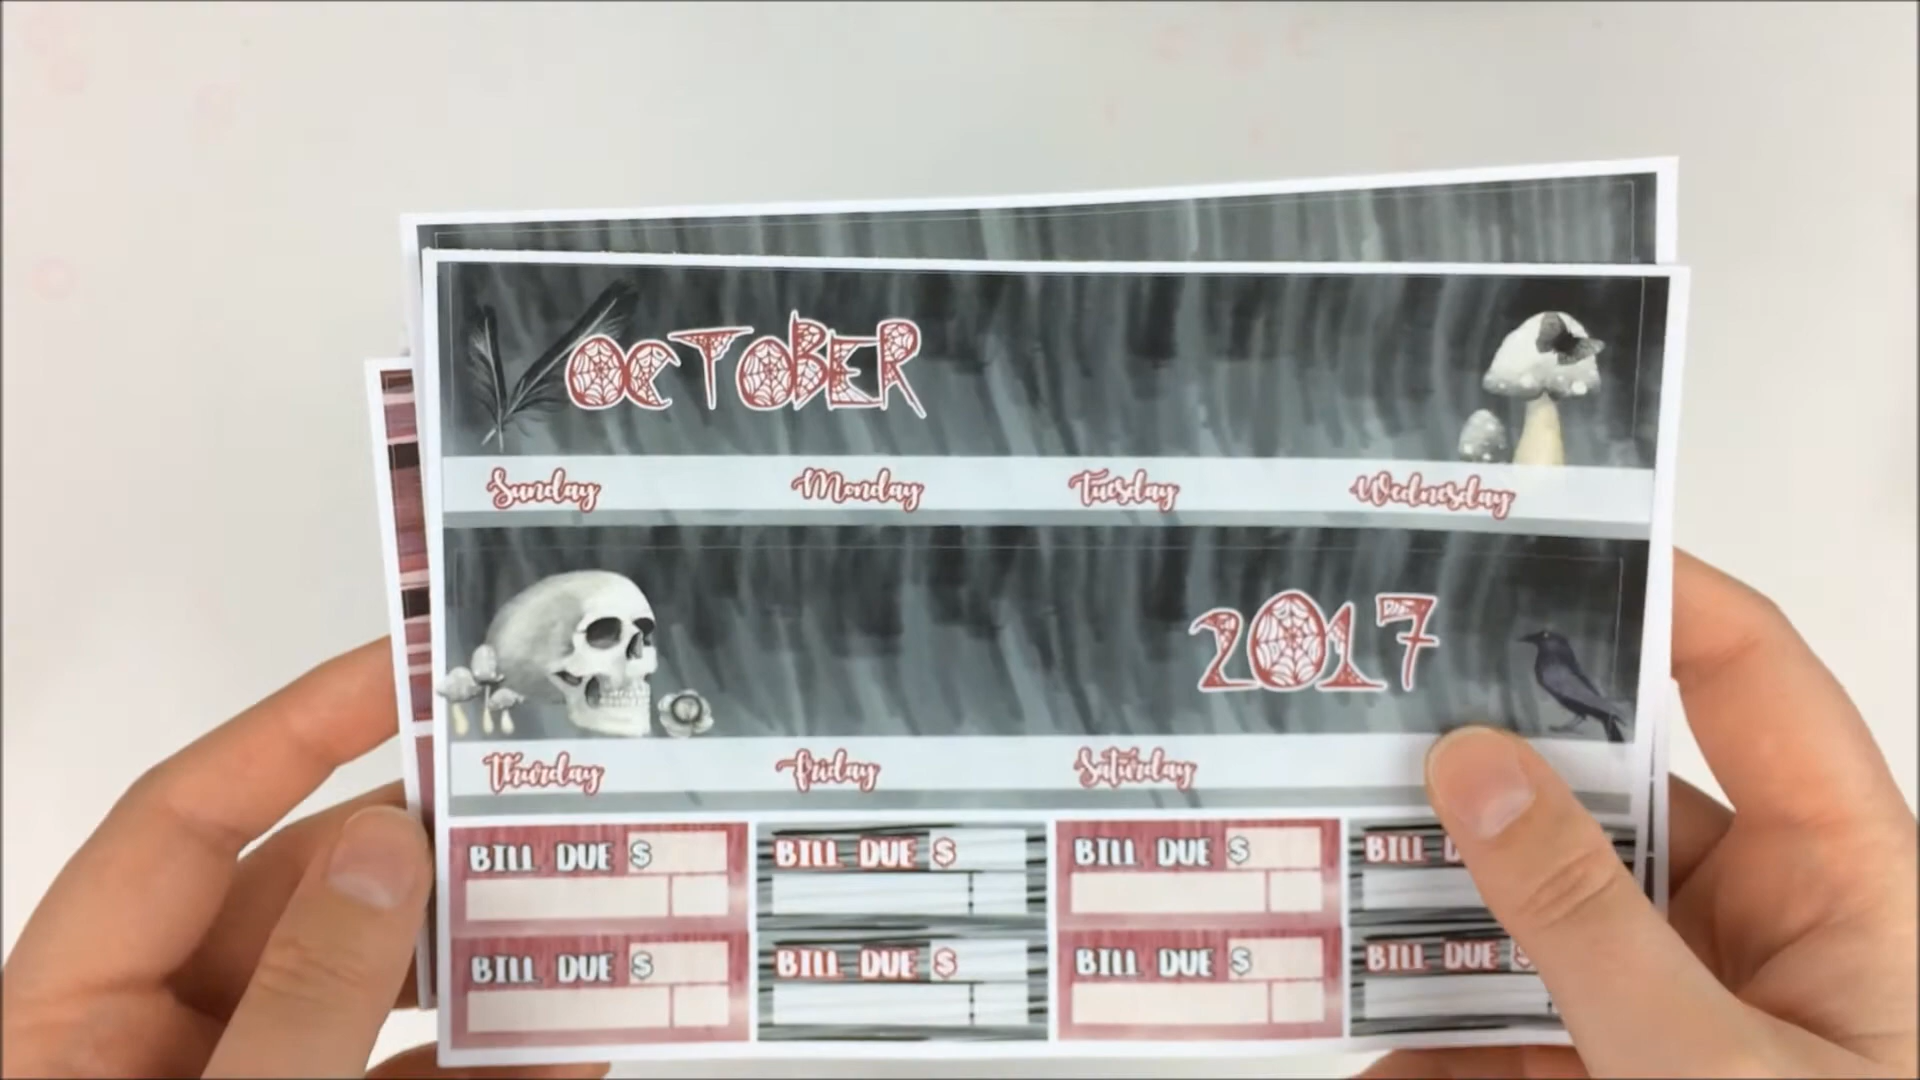 OCTOBER
Sunday Monday Tuesday Wednesday
2017
Thursday Friday Saturday
BILL DUE $ BILL DUE $ BILL DUE $ BILL
BILL DUE $ BILL DUE $ BILL DUE $ BILL DUE $